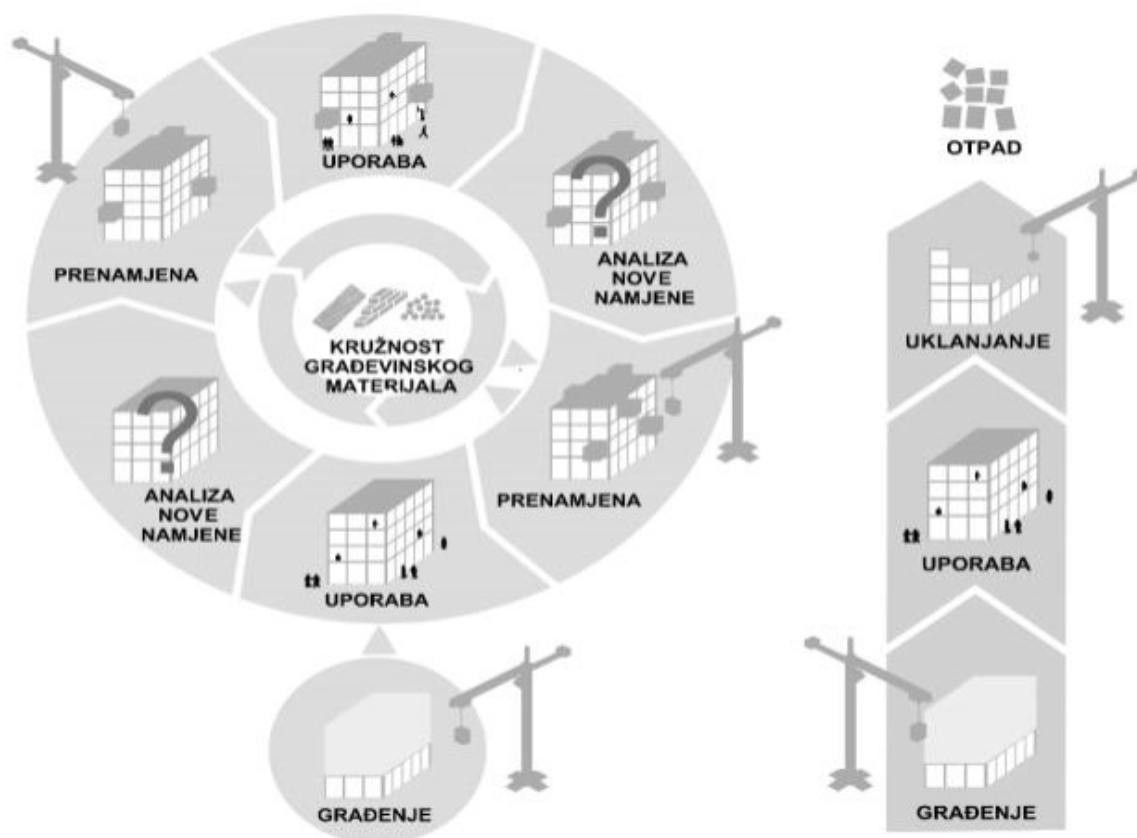 UPORABA
PRENAMJENA
ANALIZA
NOVE
NAMJENE
KRUŽNOST
GRAĐEVINSKOG
MATERIJALA
ANALIZA
NOVE
NAMJENE
PRENAMJENA
UPORABA
GRAĐENJE
OTPAD
UKLANJANJE
UPORABA
GRAĐENJE